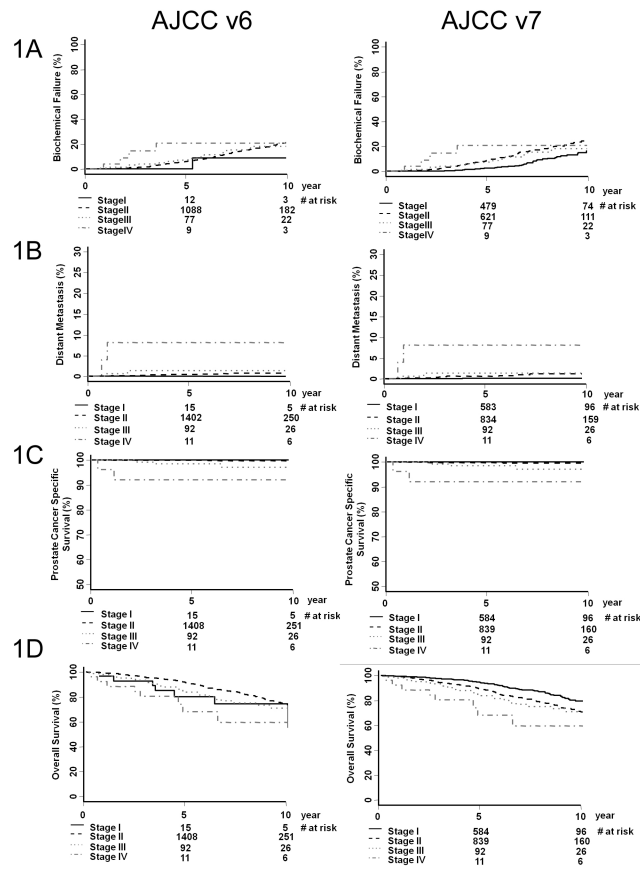 AJCC v6 AJCC v7
1A
Biochemical Failure (%)
0 20 40 60 80 100
0 5 10 year
StageI 12 3 # at risk
StageII 1088 182
StageIII 77 22
StageIV 9 3
Biochemical Failure (%)
0 20 40 60 80 100
0 5 10 year
StageI 479 74 # at risk
StageII 621 111
StageIII 77 22
StageIV 9 3
1B
Distant Metastasis (%)
0 5 10 15 20 25 30
0 5 10 year
Stage I 15 5 # at risk
Stage II 1402 250
Stage III 92 26
Stage IV 11 6
Distant Metastasis (%)
0 5 10 15 20 25 30
0 5 10 year
Stage I 583 96 # at risk
Stage II 834 159
Stage III 92 26
Stage IV 11 6
1C
Prostate Cancer Specific
Survival (%)
50 60 70 80 90 100
0 5 10 year
Stage I 15 5 # at risk
Stage II 1408 251
Stage III 92 26
Stage IV 11 6
Prostate Cancer Specific
Survival (%)
50 60 70 80 90 100
0 5 10 year
Stage I 584 96 # at risk
Stage II 839 160
Stage III 92 26
Stage IV 11 6
1D
Overall Survival (%)
0 20 40 60 80 100
0 5 10 year
Stage I 15 5 # at risk
Stage II 1408 251
Stage III 92 26
Stage IV 11 6
Overall Survival (%)
0 20 40 60 80 100
0 5 10 year
Stage I 584 96 # at risk
Stage II 839 160
Stage III 92 26
Stage IV 11 6